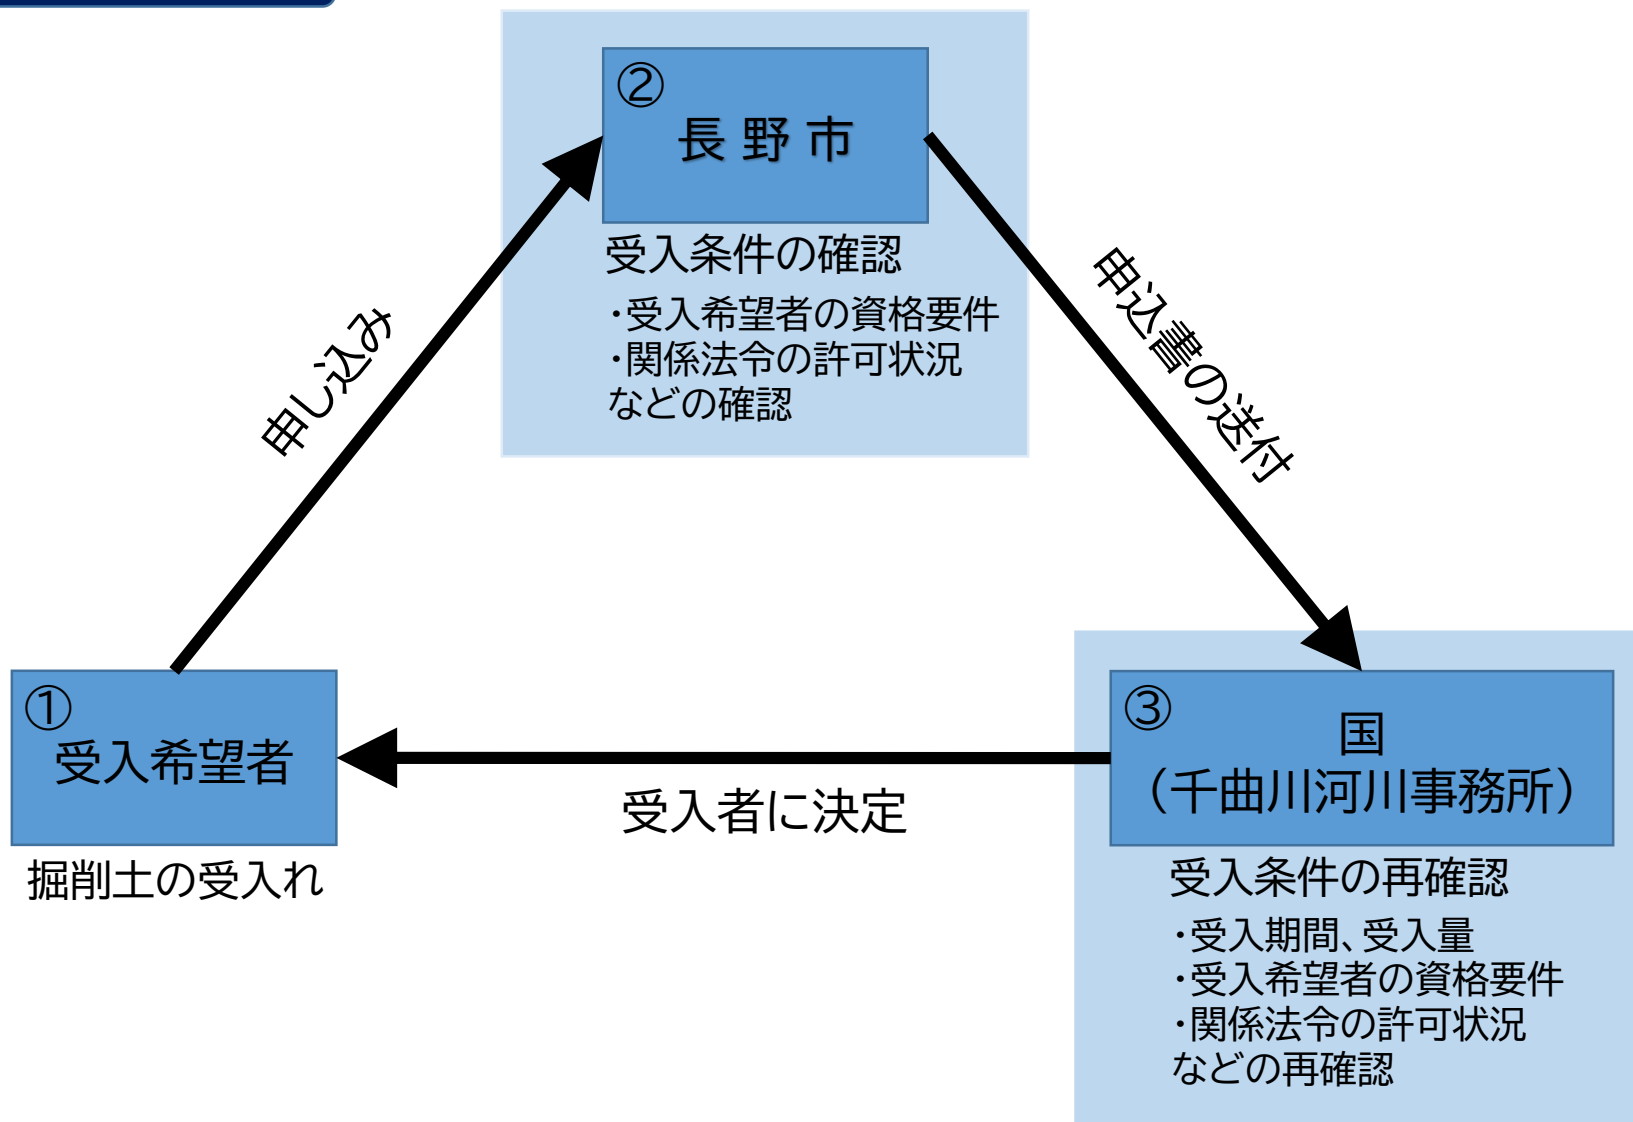 ②
長野市
受入条件の確認
・受入希望者の資格要件
・関係法令の許可状況
などの確認
申し込み
申込書の送付
①
受入希望者
掘削土の受入れ
受入者に決定
③
国
（千曲川河川事務所）
受入条件の再確認
・受入期間、受入量
・受入希望者の資格要件
・関係法令の許可状況
などの再確認